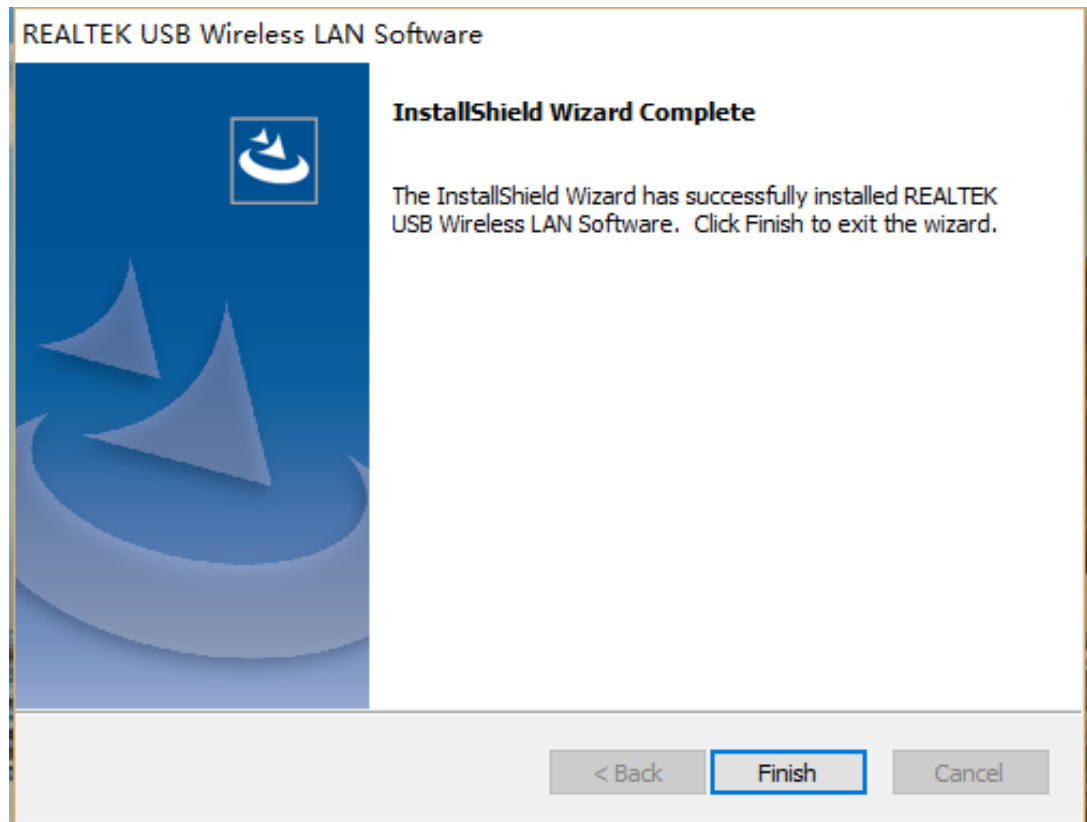 REALTEK USB Wireless LAN Software
InstallShield Wizard Complete
The InstallShield Wizard has successfully installed REALTEK
USB Wireless LAN Software.  Click Finish to exit the wizard.
< Back
Finish
Cancel